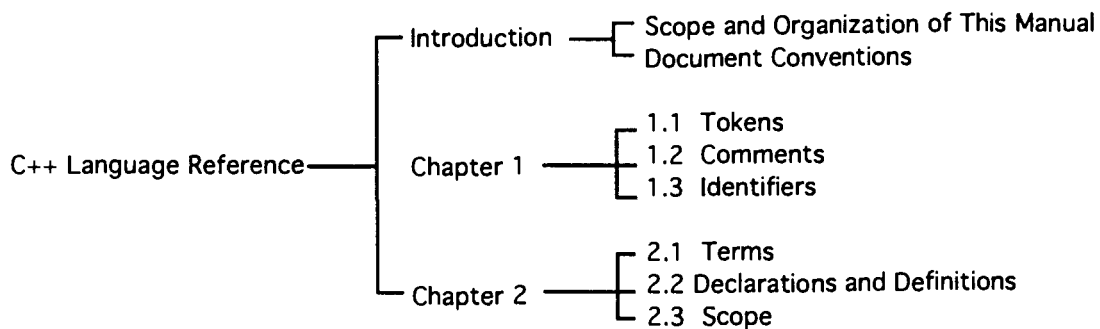 C++ Language Reference
Introduction
Scope and Organization of This Manual
Document Conventions
Chapter 1
1.1 Tokens
1.2 Comments
1.3 Identifiers
Chapter 2
2.1 Terms
2.2 Declarations and Definitions
2.3 Scope